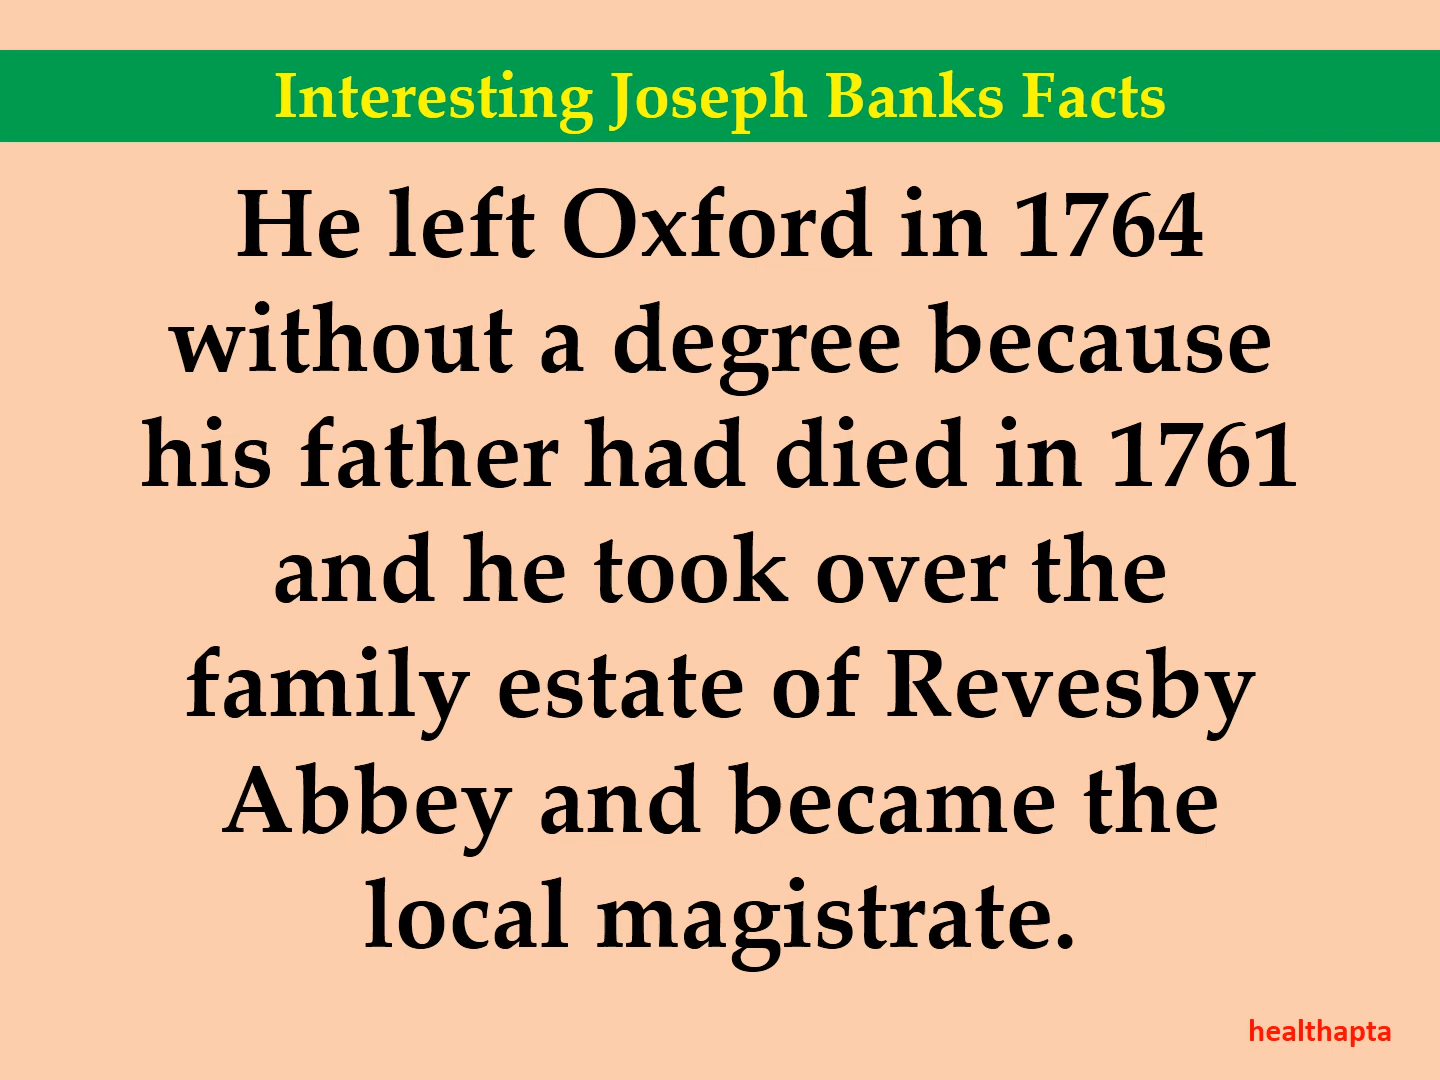 Interesting Joseph Banks Facts
He left Oxford in 1764
without a degree because
his father had died in 1761
and he took over the
family estate of Revesby
Abbey and became the
local magistrate.
healthapta